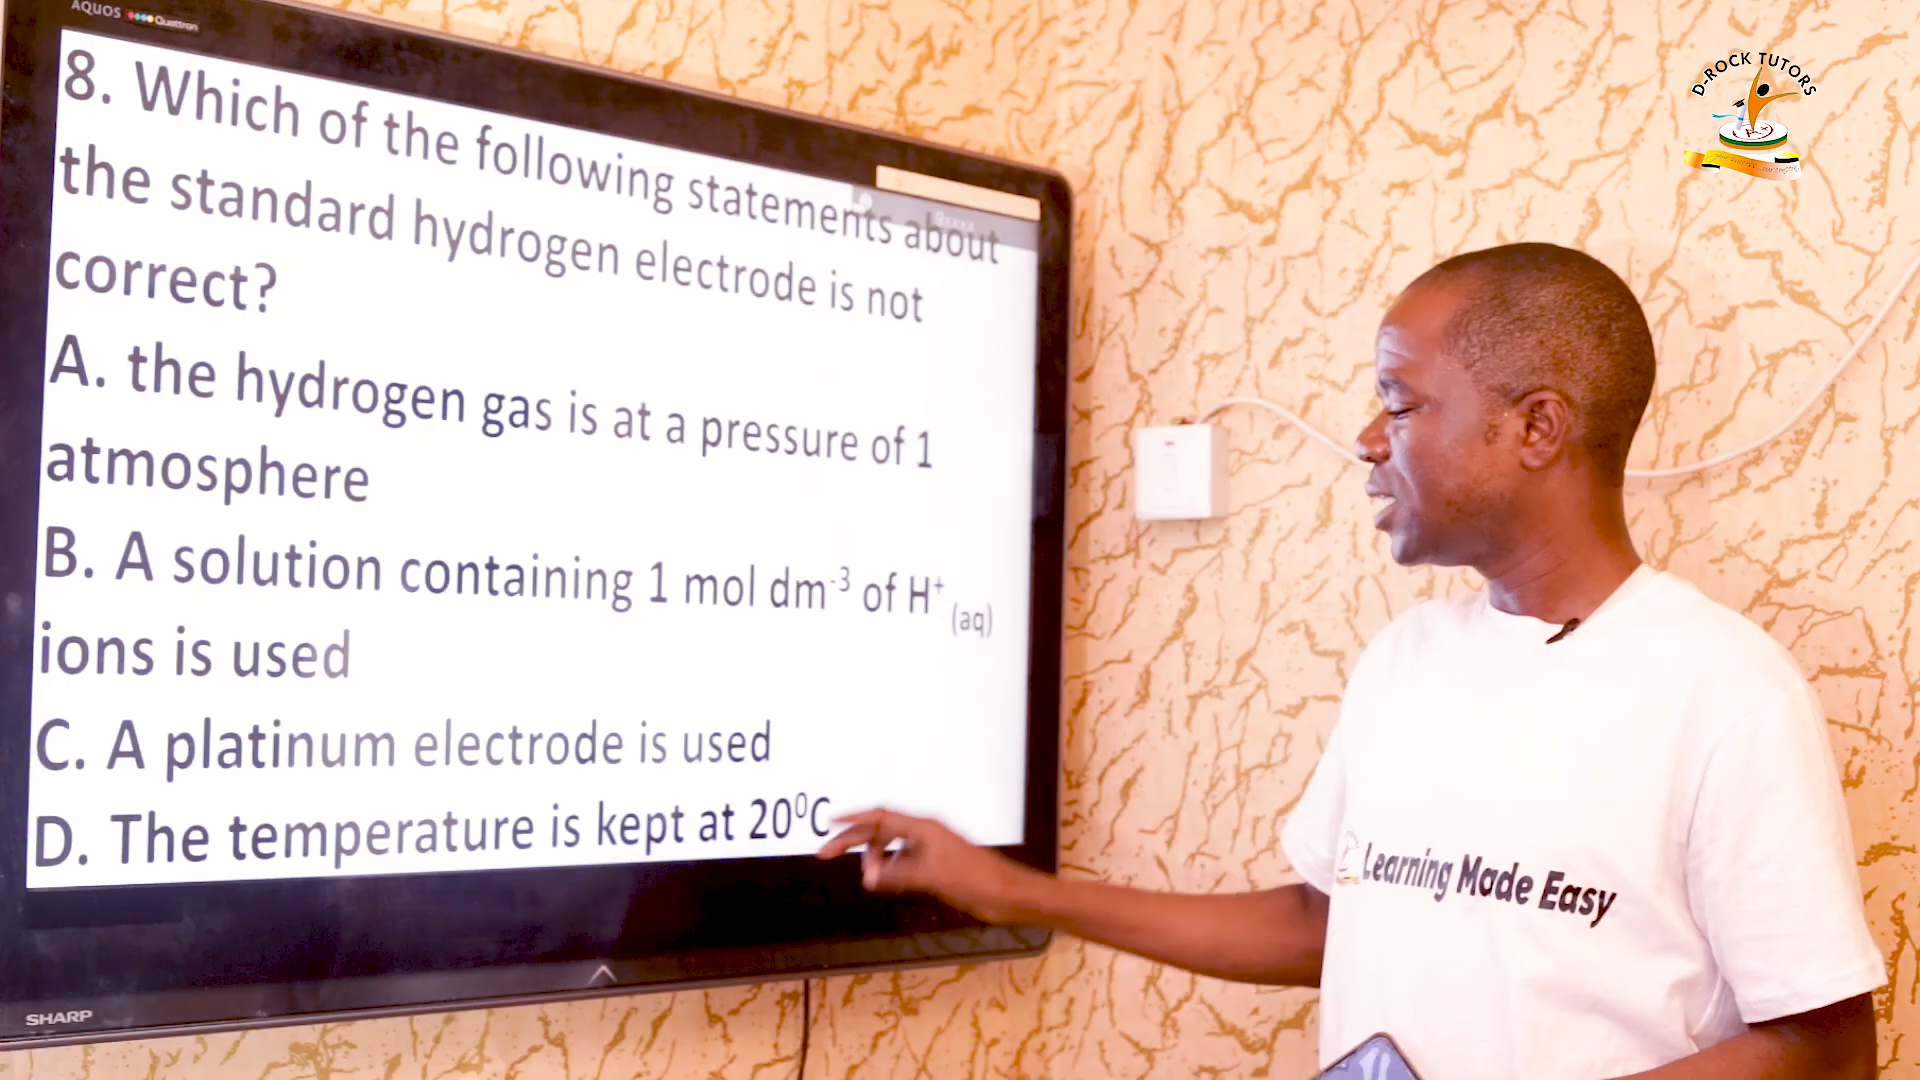 AQUOS Quattron
8. Which of the following statements about
the standard hydrogen electrode is not
correct?
A. the hydrogen gas is at a pressure of 1
atmosphere
B. A solution containing 1 mol dm⁻³ of H⁺ (aq)
ions is used
C. A platinum electrode is used
D. The temperature is kept at 20⁰C
SHARP
D-ROCK TUTORS
A+
Learning Made Easy